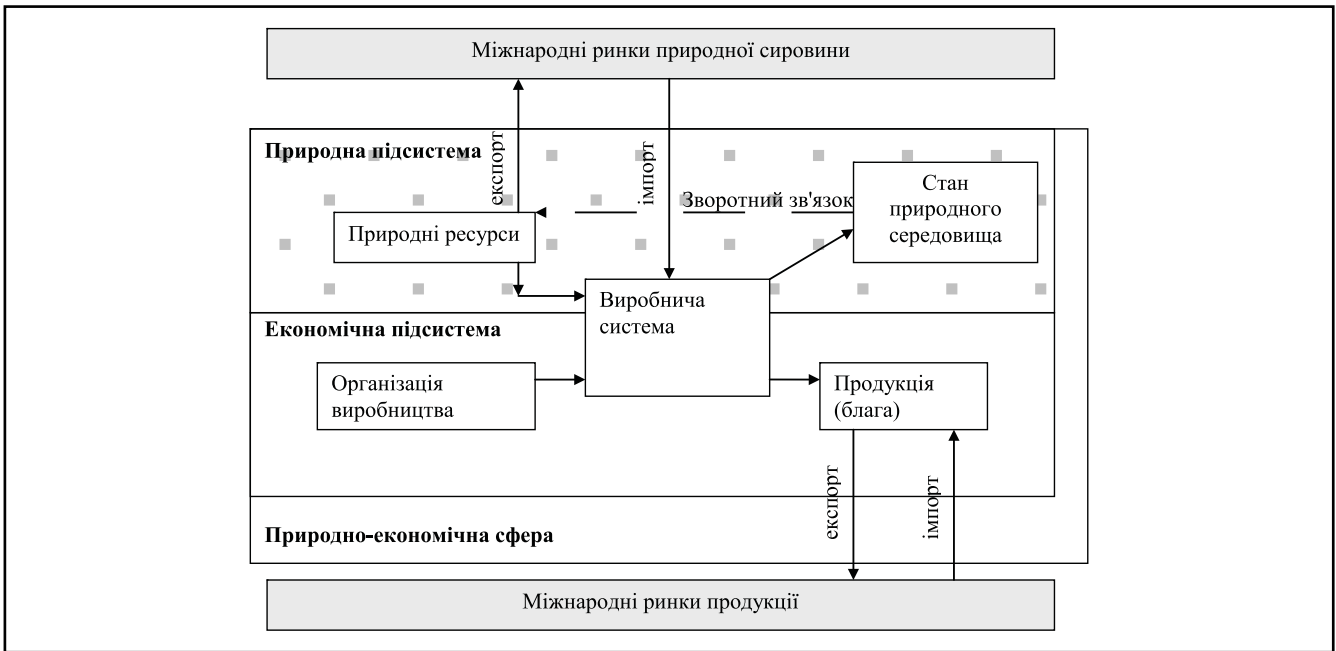 Міжнародні ринки природної сировини
експорт
імпорт
Природна підсистема
Зворотний зв'язок
Стан
природного
середовища
Природні ресурси
Виробнича
система
Економічна підсистема
Організація
виробництва
Продукція
(блага)
експорт
імпорт
Природно-економічна сфера
Міжнародні ринки продукції